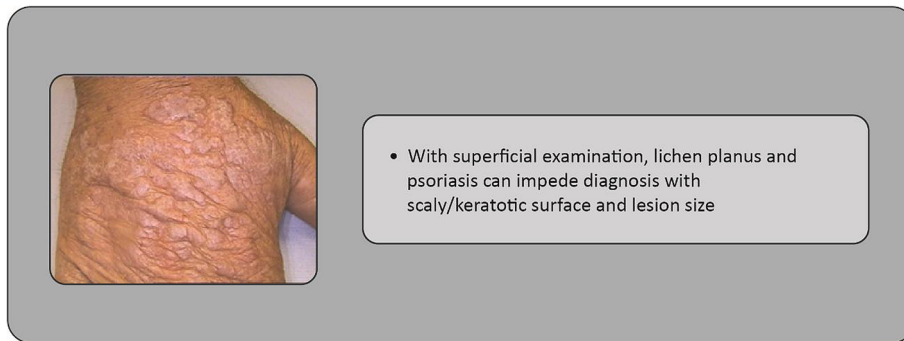 • With superficial examination, lichen planus and
psoriasis can impede diagnosis with
scaly/keratotic surface and lesion size